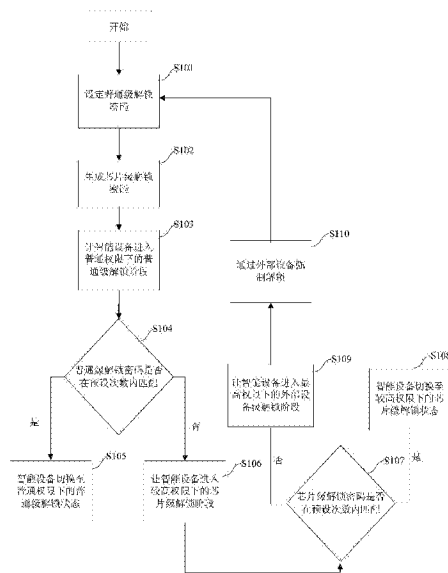 开始
S100
设定普通级解锁
密码
S102
生成芯片级解锁
密码
S103
让智能设备进入
普通权限下的普
通级解锁阶段
S110
通过外部设备强
制解锁
S104
普通级解锁密码是否
在预设次数内匹配
S109
让智能设备进入最
高权限下的外部设
备级解锁阶段
S108
智能设备切换至
较高权限下的芯
片级解锁状态
是
否
S105
智能设备切换至
普通权限下的普
通级解锁状态
S106
让智能设备进入
较高权限下的芯
片级解锁阶段
否
是
S107
芯片级解锁密码是否
在预设次数内匹配